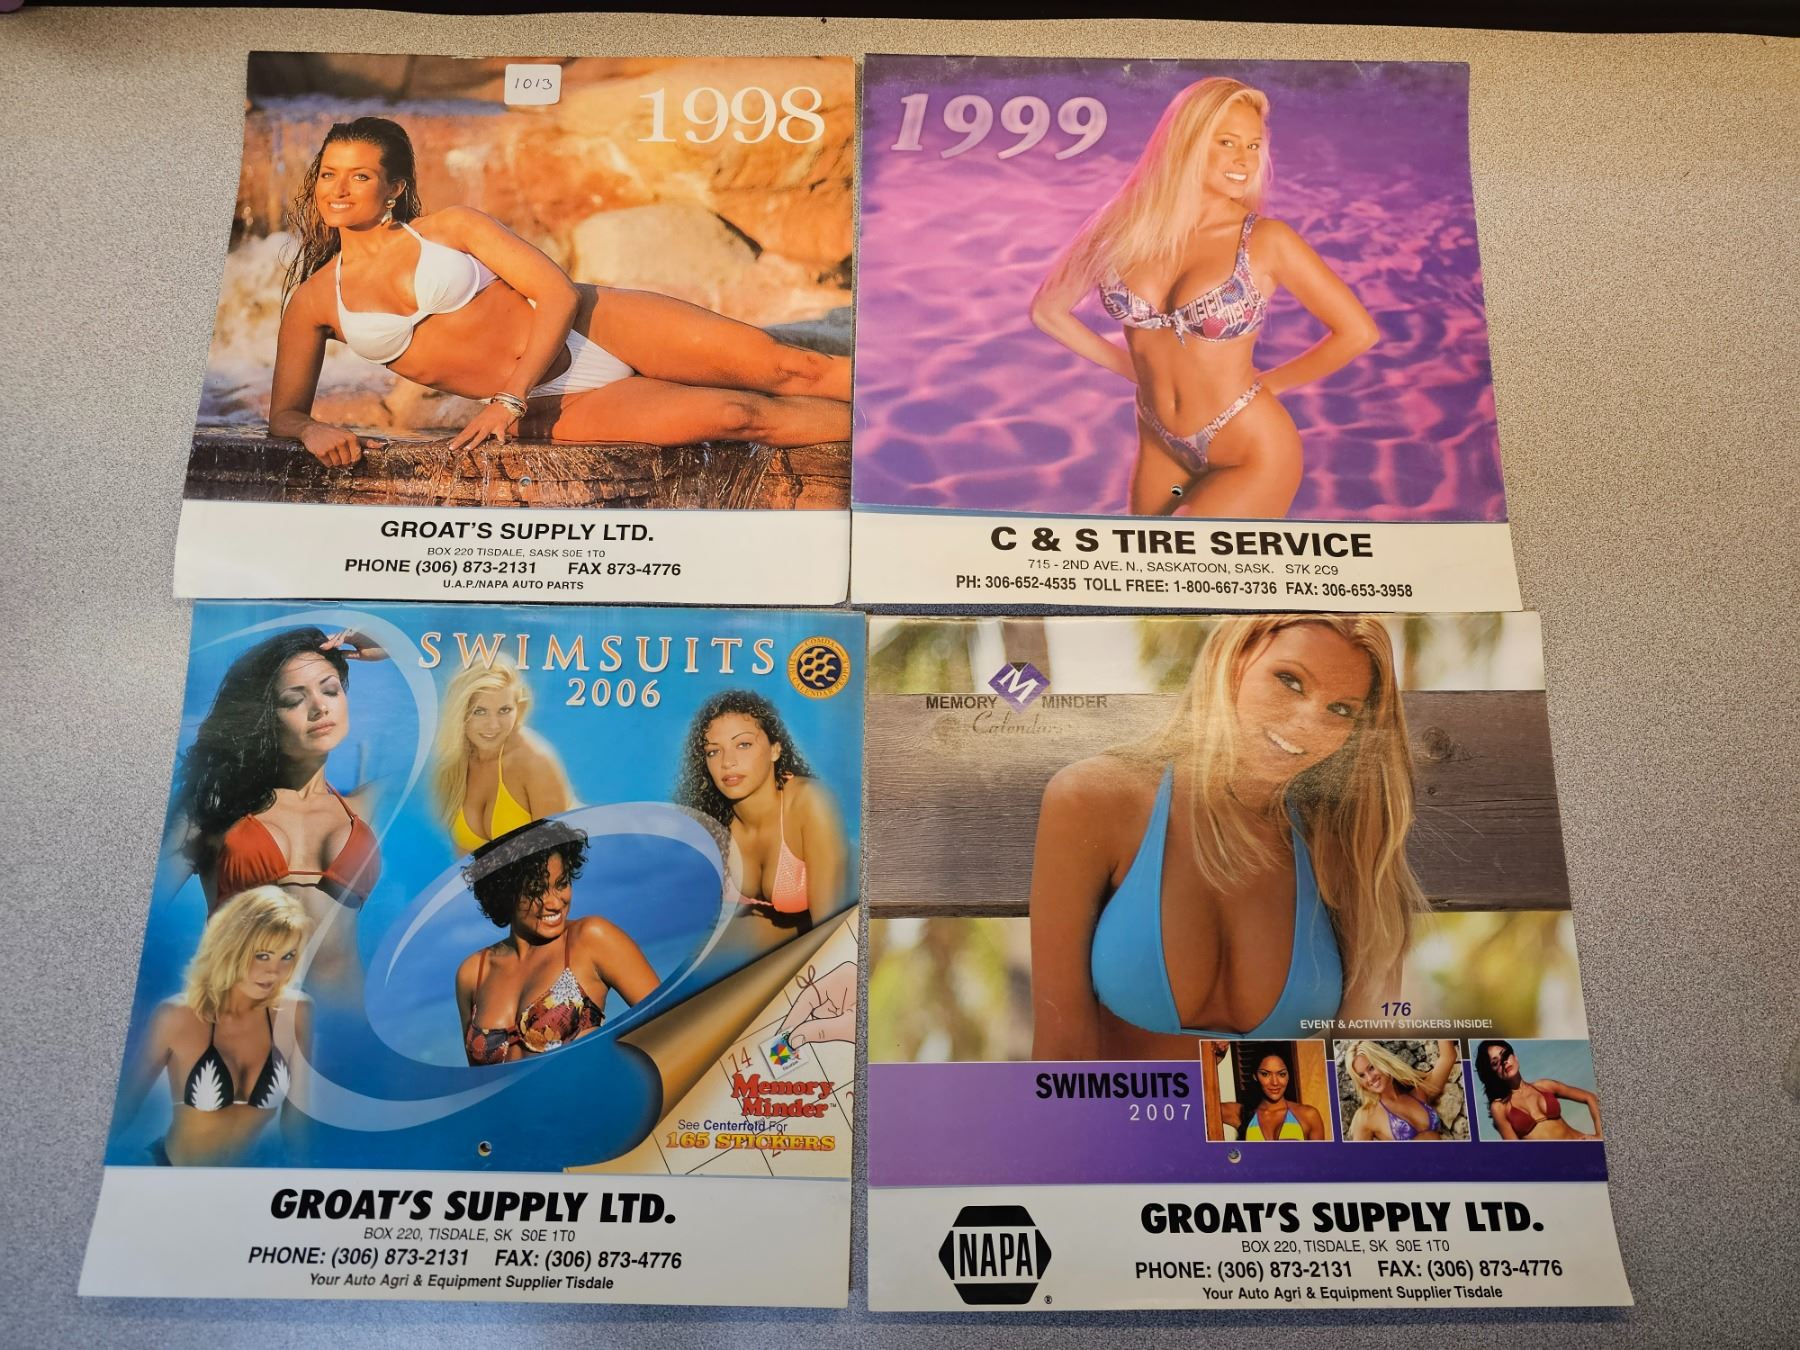 1013
1998
GROAT'S SUPPLY LTD.
BOX 220 TISDALE, SASK S0E 1T0
PHONE (306) 873-2131 FAX 873-4776
U.A.P./NAPA AUTO PARTS
1999
C & S TIRE SERVICE
715 - 2ND AVE. N., SASKATOON, SASK. S7K 2C9
PH: 306-652-4535 TOLL FREE: 1-800-667-3736 FAX: 306-653-3958
SWIMSUITS
2006
14
Memory
Minder™
See Centerfold For
165 STICKERS
GROAT'S SUPPLY LTD.
BOX 220, TISDALE, SK S0E 1T0
PHONE: (306) 873-2131 FAX: (306) 873-4776
Your Auto Agri & Equipment Supplier Tisdale
M
MEMORY MINDER
Calendar
176
EVENT & ACTIVITY STICKERS INSIDE!
SWIMSUITS
2007
NAPA®
GROAT'S SUPPLY LTD.
BOX 220, TISDALE, SK S0E 1T0
PHONE: (306) 873-2131 FAX: (306) 873-4776
Your Auto Agri & Equipment Supplier Tisdale